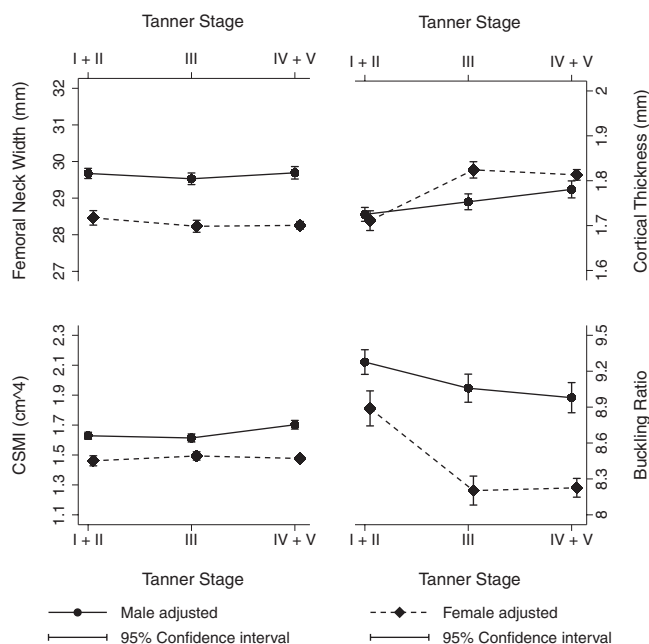 Tanner Stage
Tanner Stage
I + II III IV + V
I + II III IV + V
Femoral Neck Width (mm)
27 28 29 30 31 32
Cortical Thickness (mm)
1.6 1.7 1.8 1.9 2
CSMI (cm^4)
1.1 1.3 1.5 1.7 1.9 2.1 2.3
Buckling Ratio
8 8.3 8.6 8.9 9.2 9.5
I + II III IV + V
I + II III IV + V
Tanner Stage
Tanner Stage
Male adjusted
Female adjusted
95% Confidence interval
95% Confidence interval